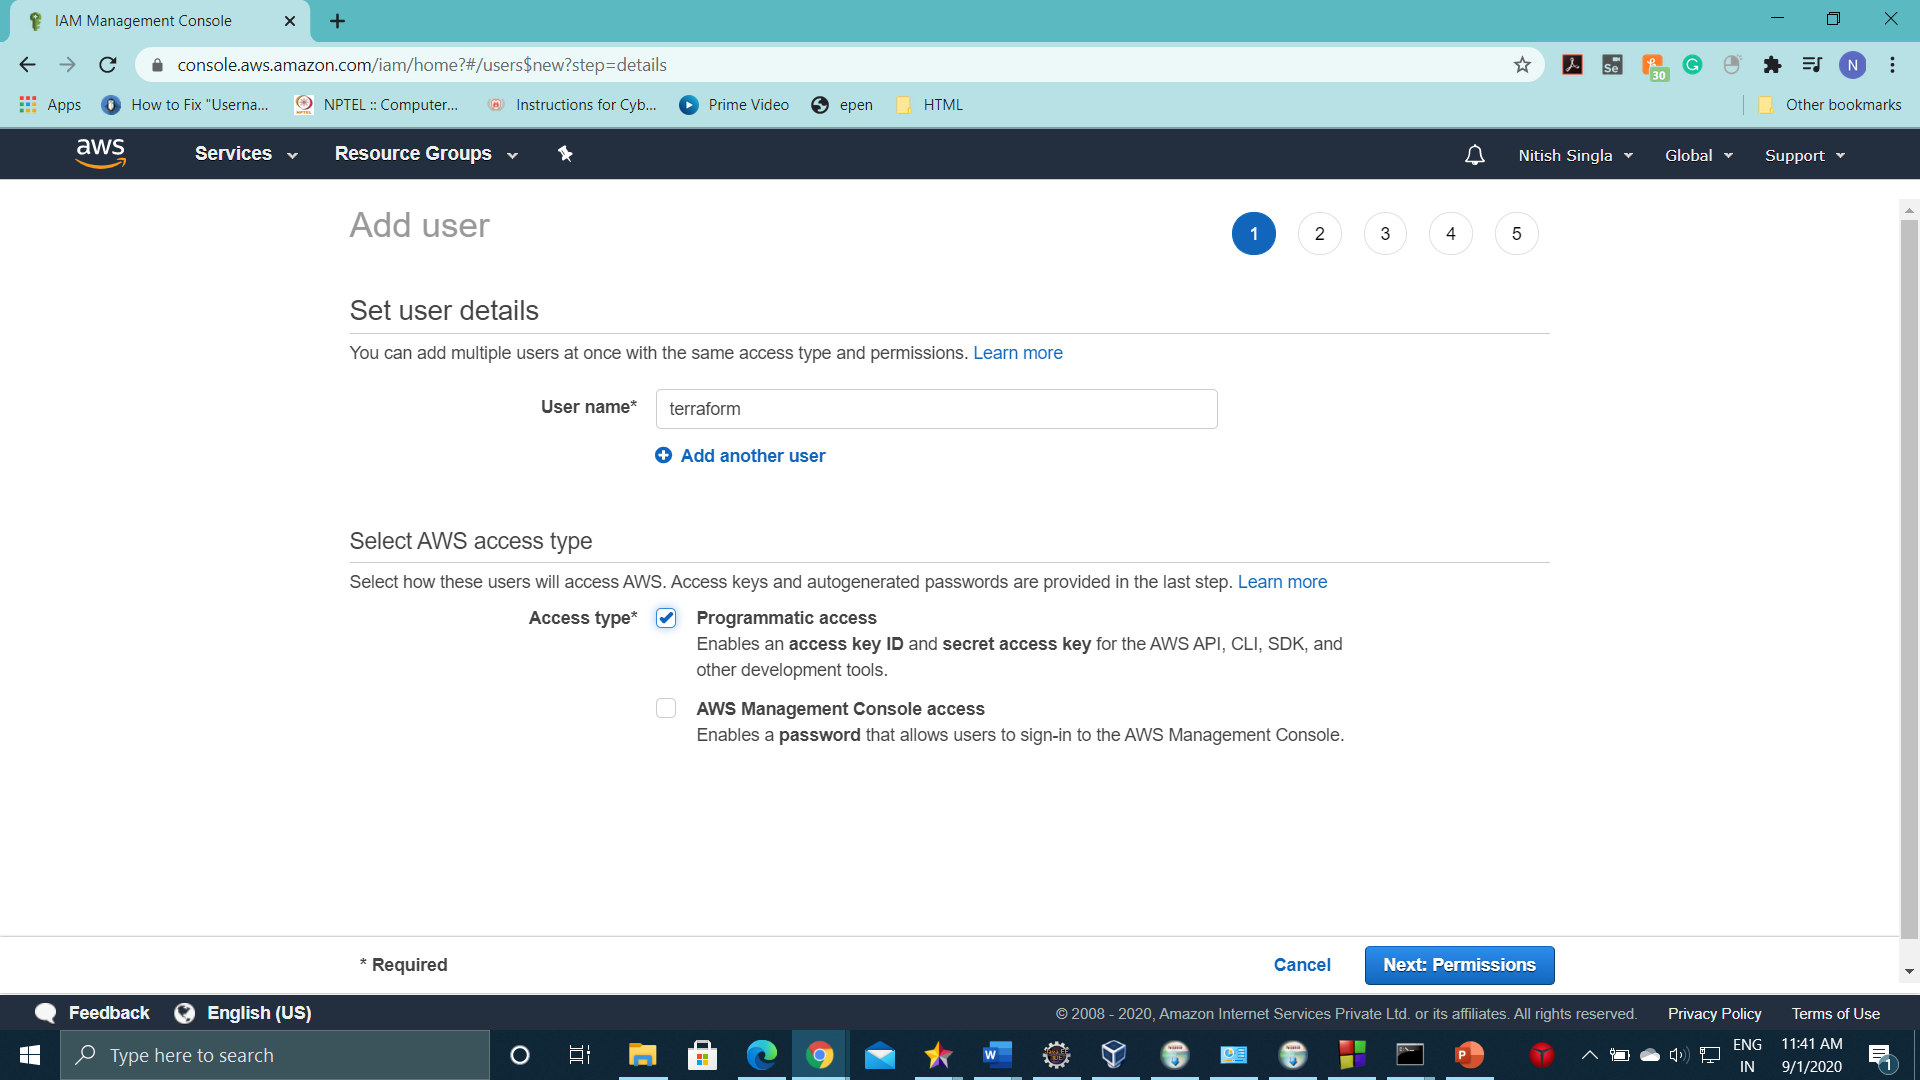 IAM Management Console
console.aws.amazon.com/iam/home?#/users$new?step=details
Se
30
G
N
Apps
How to Fix "Userna...
NPTEL :: Computer...
Instructions for Cyb...
Prime Video
epen
HTML
Other bookmarks
aws
Services
Resource Groups
Nitish Singla
Global
Support
Add user
1 2 3 4 5
Set user details
You can add multiple users at once with the same access type and permissions. Learn more
User name*
terraform
Add another user
Select AWS access type
Select how these users will access AWS. Access keys and autogenerated passwords are provided in the last step. Learn more
Access type*
Programmatic access
Enables an access key ID and secret access key for the AWS API, CLI, SDK, and
other development tools.
AWS Management Console access
Enables a password that allows users to sign-in to the AWS Management Console.
* Required
Cancel
Next: Permissions
Feedback
English (US)
© 2008 - 2020, Amazon Internet Services Private Ltd. or its affiliates. All rights reserved.
Privacy Policy
Terms of Use
Type here to search
ENG
IN
11:41 AM
9/1/2020
1